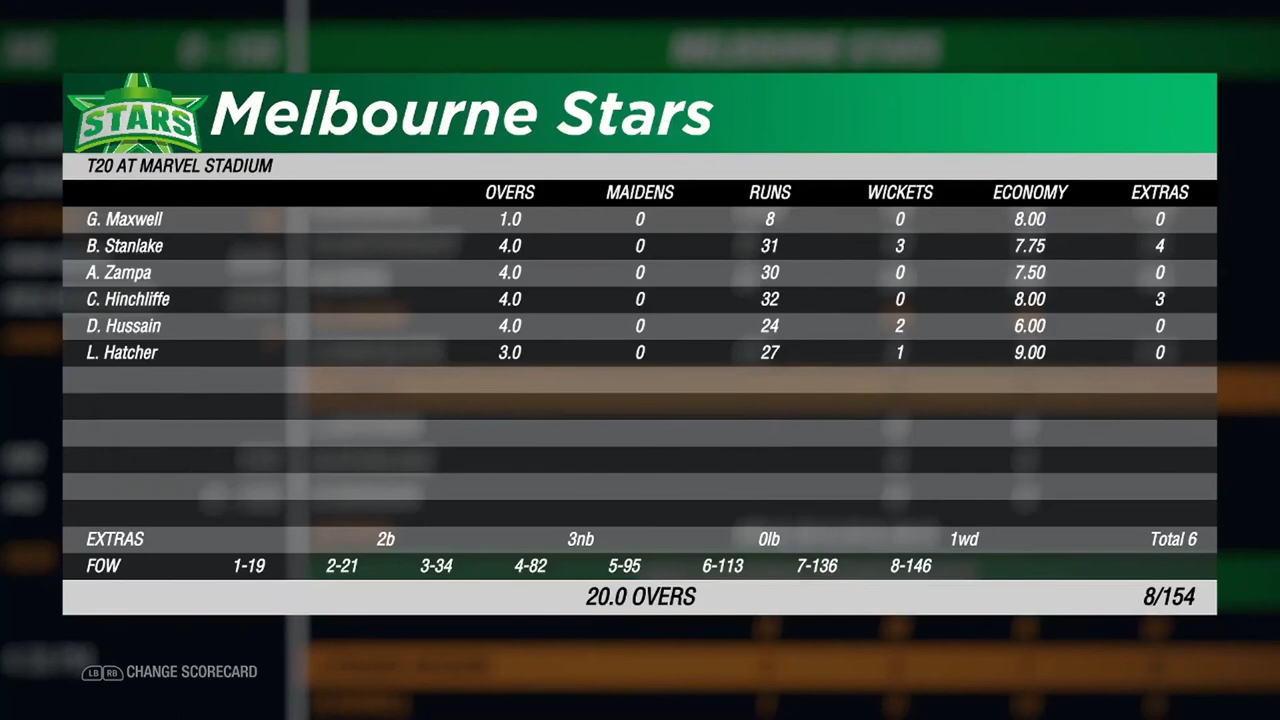 STARS
Melbourne Stars
T20 AT MARVEL STADIUM
OVERS MAIDENS RUNS WICKETS ECONOMY EXTRAS
G. Maxwell 1.0 0 8 0 8.00 0
B. Stanlake 4.0 0 31 3 7.75 4
A. Zampa 4.0 0 30 0 7.50 0
C. Hinchliffe 4.0 0 32 0 8.00 3
D. Hussain 4.0 0 24 2 6.00 0
L. Hatcher 3.0 0 27 1 9.00 0
EXTRAS 2b 3nb 0lb 1wd Total 6
FOW 1-19 2-21 3-34 4-82 5-95 6-113 7-136 8-146
20.0 OVERS 8/154
LB RB CHANGE SCORECARD